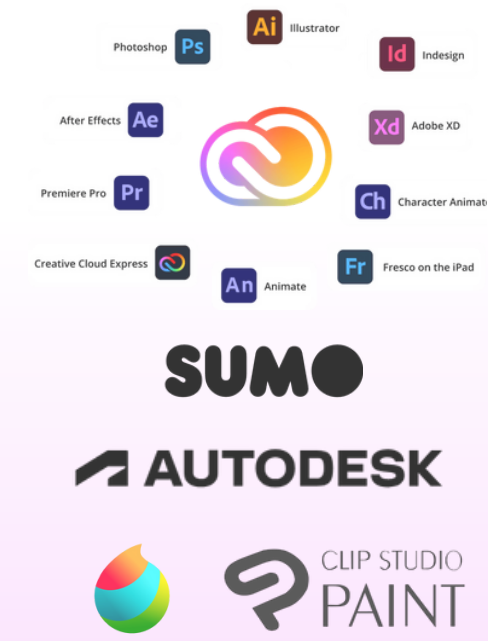 Ai Illustrator
Photoshop Ps
Id Indesign
After Effects Ae
Xd Adobe XD
Premiere Pro Pr
Ch Character Animate
Creative Cloud Express
Fr Fresco on the iPad
An Animate
SUMO
AUTODESK
CLIP STUDIO
PAINT